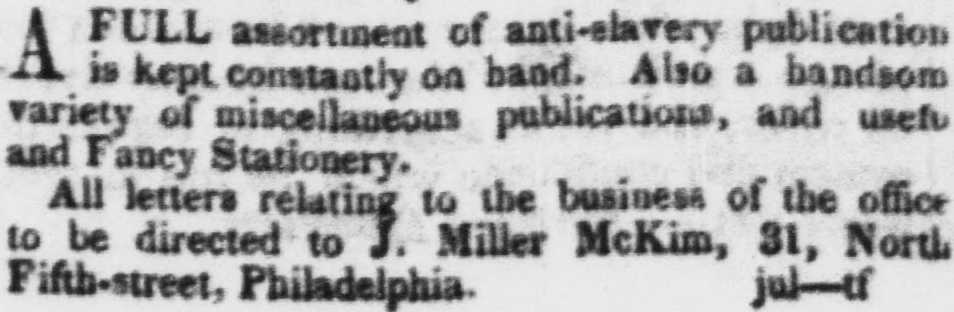 A FULL assortment of anti-slavery publication
is kept constantly on hand. Also a handsom
variety of miscellaneous publications, and usefu
and Fancy Stationery.
All letters relating to the business of the office
to be directed to J. Miller McKim, 31, North
Fifth-street, Philadelphia. jul—tf